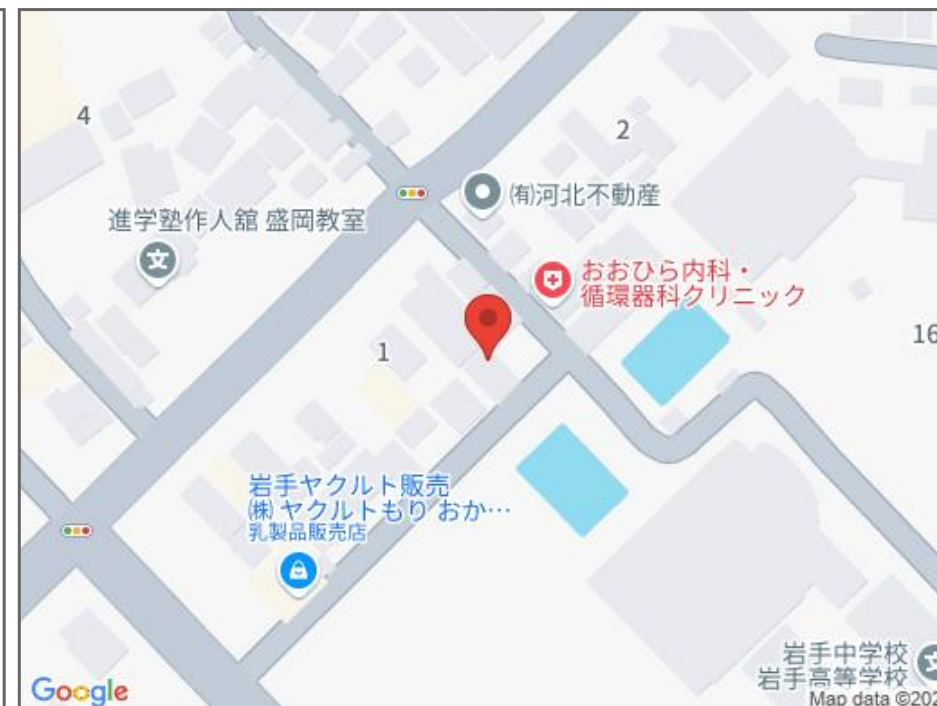 4
2
㈲河北不動産
進学塾作人舘 盛岡教室
おおひら内科・
循環器科クリニック
16
1
岩手ヤクルト販売
㈱ ヤクルトもりおか…
乳製品販売店
岩手中学校
岩手高等学校
Google
Map data ©202